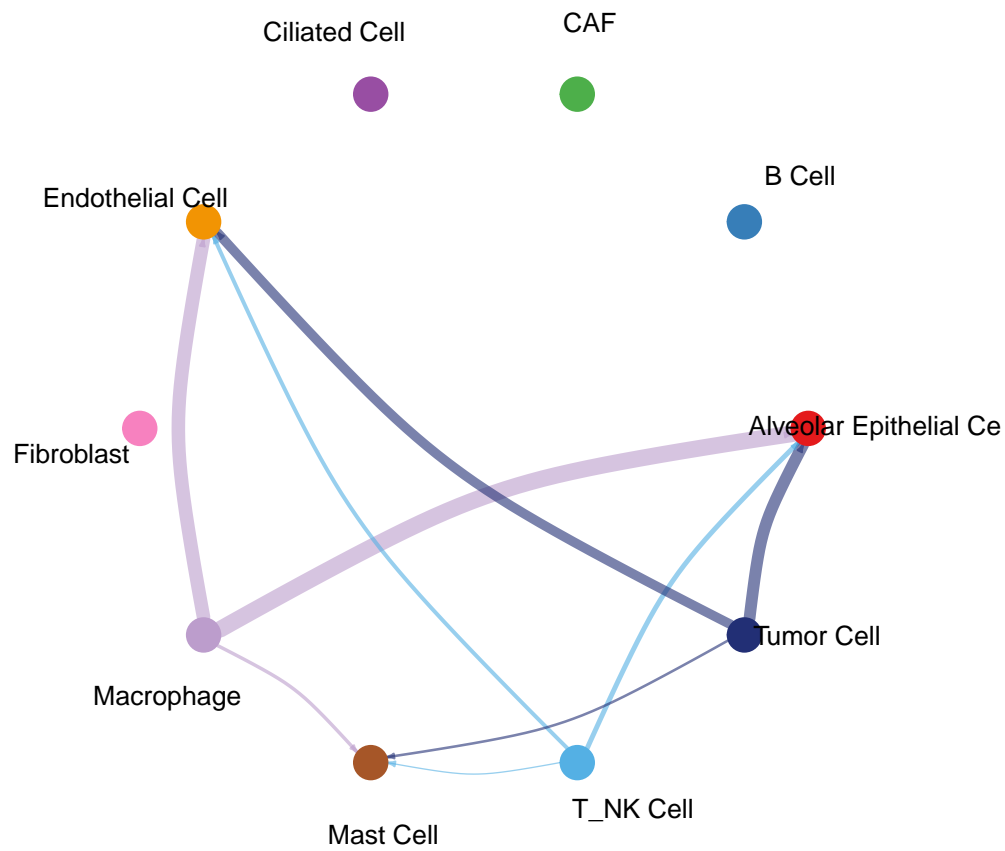 CAF
Ciliated Cell
B Cell
Endothelial Cell
Alveolar Epithelial Ce
Fibroblast
Tumor Cell
Macrophage
T_NK Cell
Mast Cell